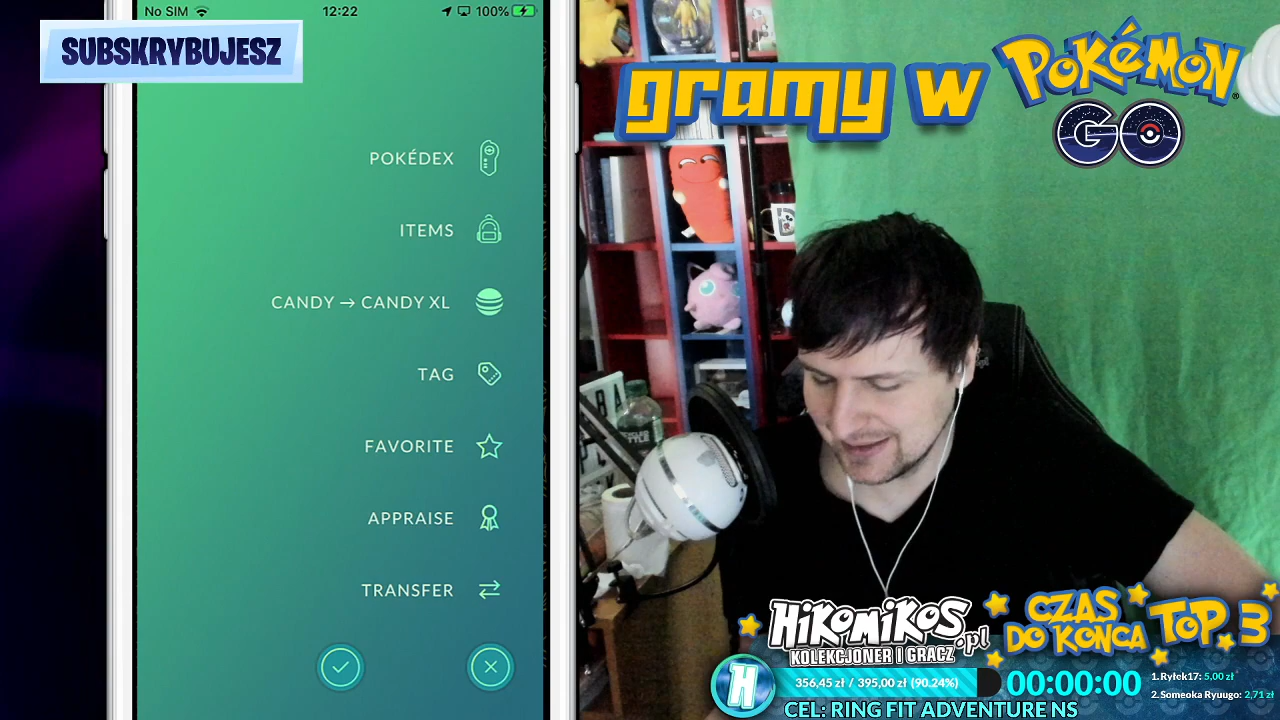 No SIM 12:22 100%
SUBSKRYBUJESZ
gramy w POKÉMON GO
POKÉDEX
ITEMS
CANDY → CANDY XL
TAG
FAVORITE
APPRAISE
TRANSFER
HiKOMiKOS.pl
KOLEKCJONER I GRACZ
CZAS DO KOŃCA
TOP 3
H
356,45 zł / 395,00 zł (90.24%)
00:00:00
1.Ryłek17: 5,00 zł
2.Someoka Ryuugo: 2,71 zł
CEL: RING FIT ADVENTURE NS